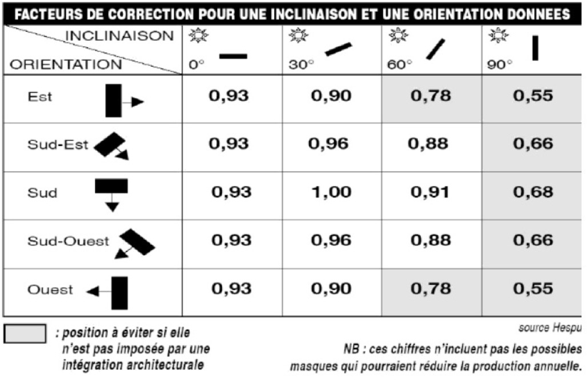 FACTEURS DE CORRECTION POUR UNE INCLINAISON ET UNE ORIENTATION DONNEES
INCLINAISON
ORIENTATION 0° 30° 60° 90°
Est 0,93 0,90 0,78 0,55
Sud-Est 0,93 0,96 0,88 0,66
Sud 0,93 1,00 0,91 0,68
Sud-Ouest 0,93 0,96 0,88 0,66
Ouest 0,93 0,90 0,78 0,55
source Hespu
: position à éviter si elle
n'est pas imposée par une
intégration architecturale
NB : ces chiffres n'incluent pas les possibles
masques qui pourraient réduire la production annuelle.